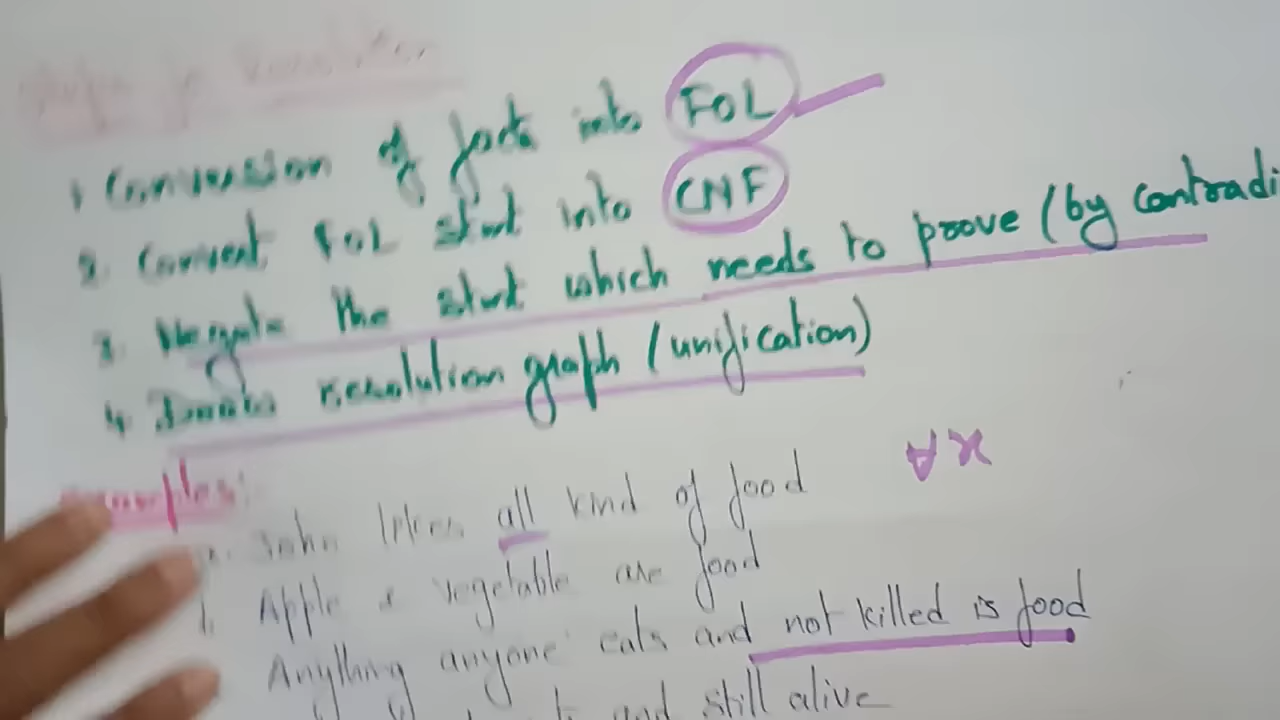 1. Conversion of facts into FOL
2. Convert FOL stmt into CNF
3. Negate the stmt which needs to prove (by contradi
4. Draw resolution graph (unification)
Examples:
∀x
a. John likes all kind of food
b. Apple & vegetable are food
Anything anyone eats and not killed is food
and still alive